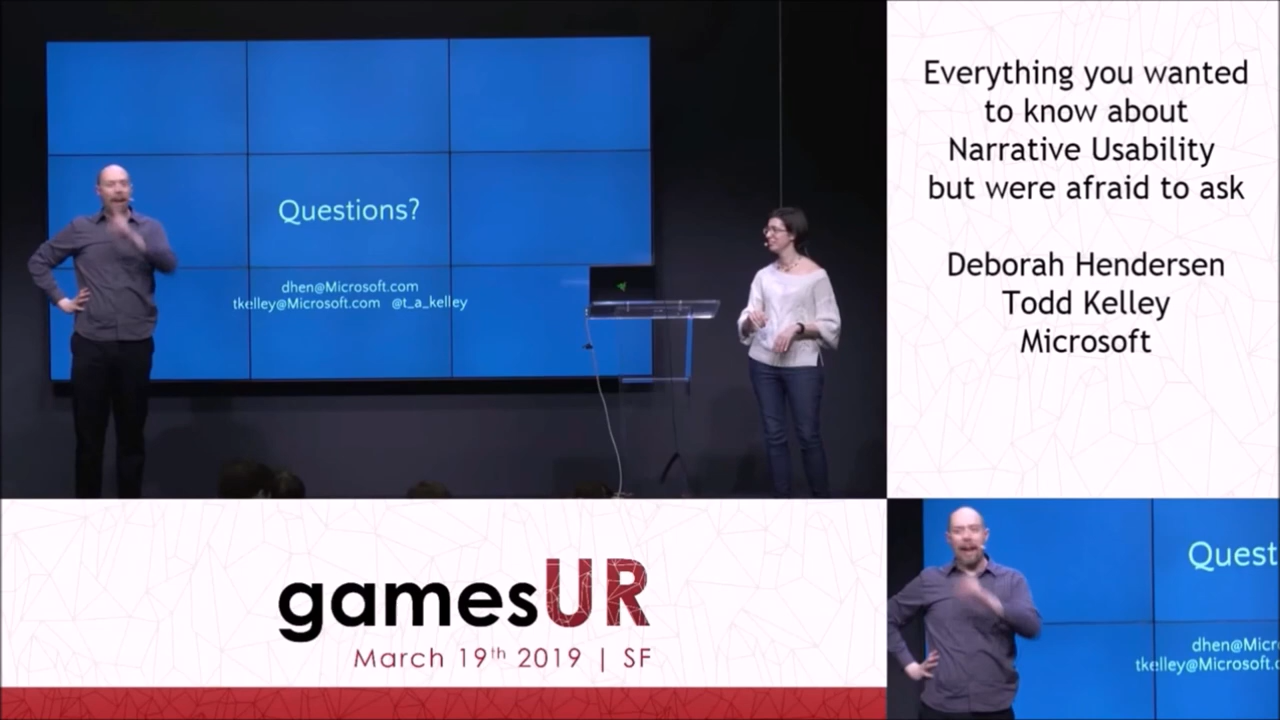 Questions?
dhen@Microsoft.com
tkelley@Microsoft.com @t_a_kelley
Everything you wanted
to know about
Narrative Usability
but were afraid to ask
Deborah Hendersen
Todd Kelley
Microsoft
gamesUR
March 19th 2019 | SF
Quest
dhen@Micr
tkelley@Microsoft.c